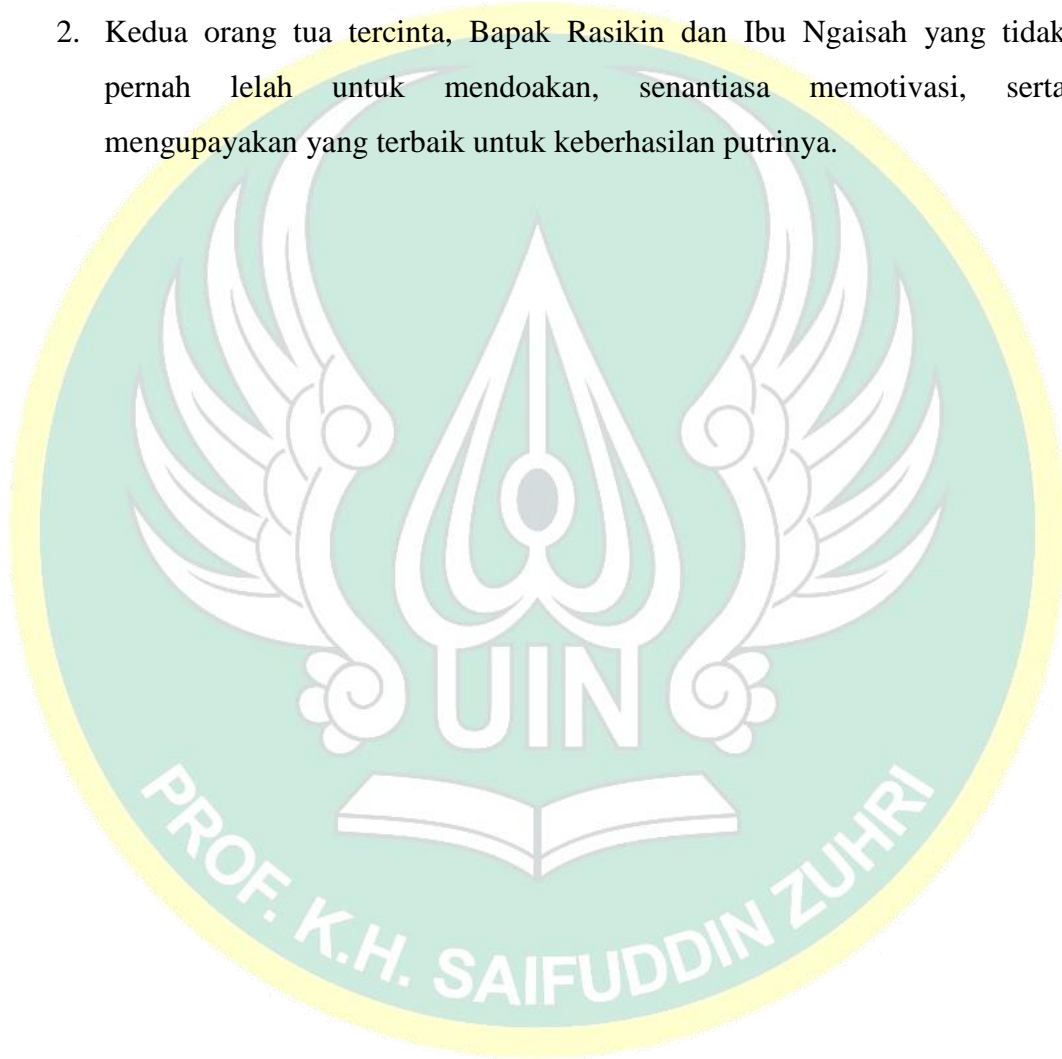 2. Kedua orang tua tercinta, Bapak Rasikin dan Ibu Ngaisah yang tidak
pernah lelah untuk mendoakan, senantiasa memotivasi, serta
mengupayakan yang terbaik untuk keberhasilan putrinya.
UIN
PROF. K.H. SAIFUDDIN ZUHRI